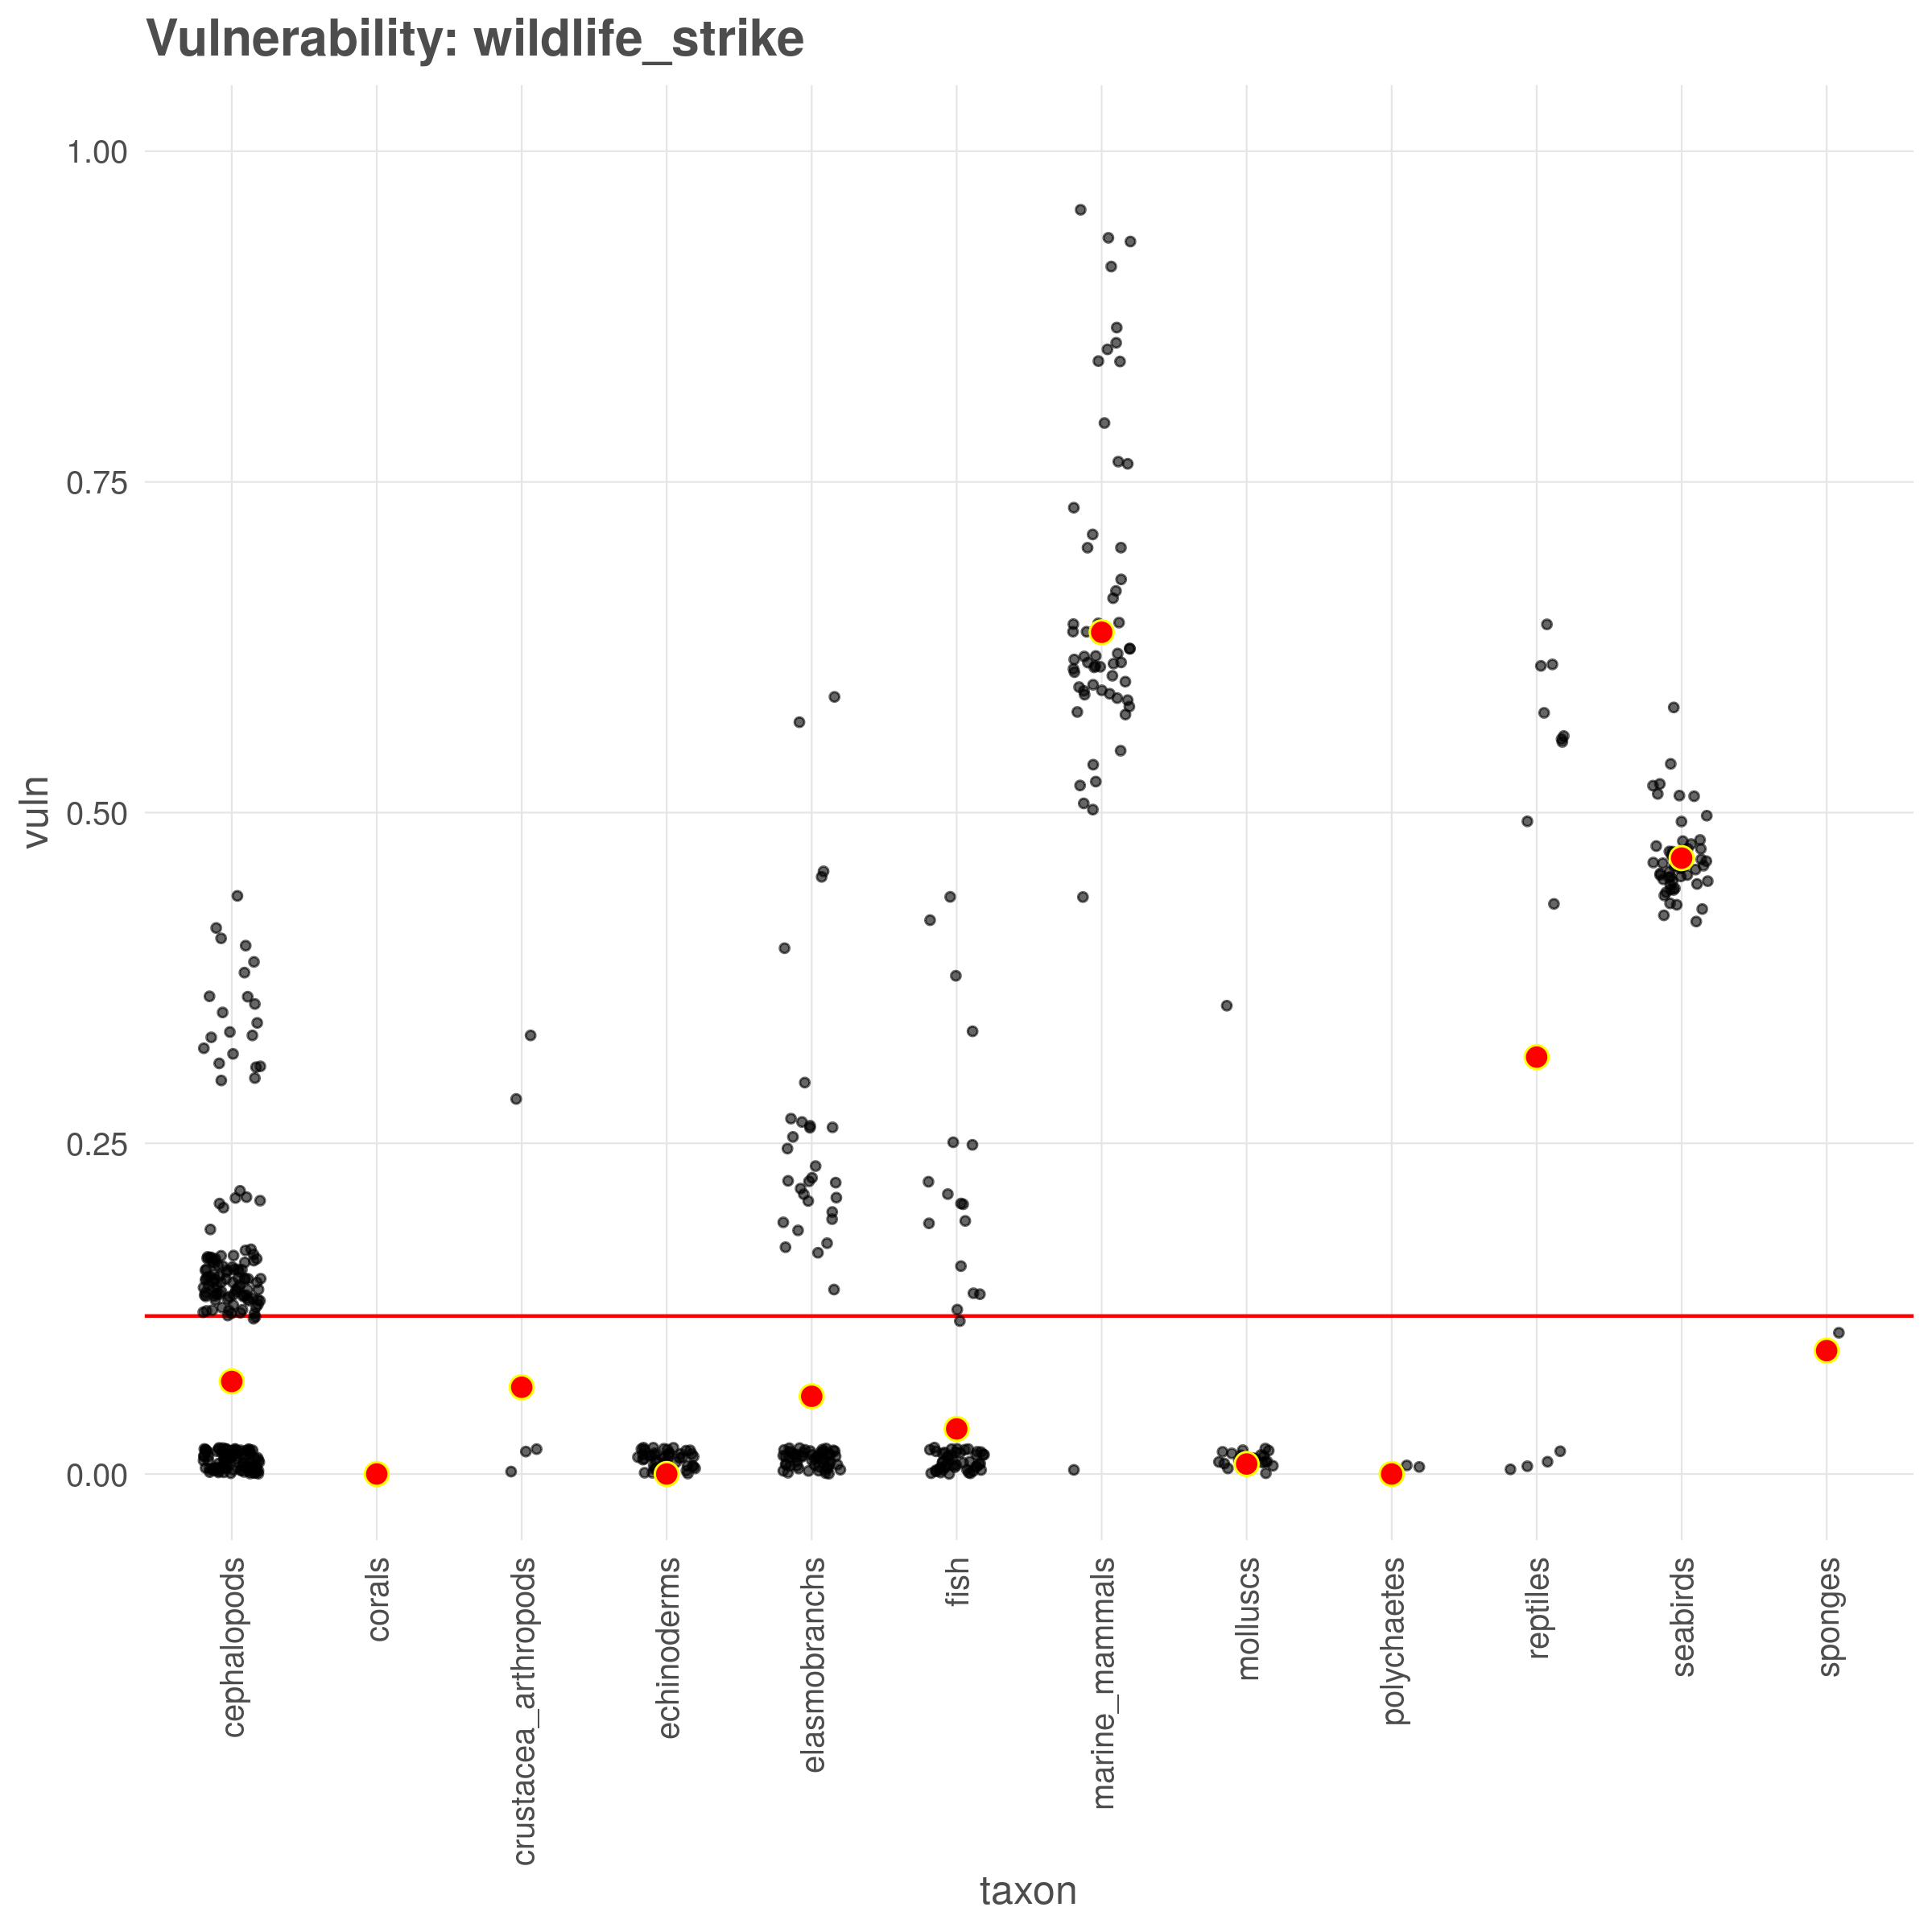 Vulnerability: wildlife_strike
vuln
1.00
0.75
0.50
0.25
0.00
cephalopods
corals
crustacea_arthropods
echinoderms
elasmobranchs
fish
marine_mammals
molluscs
polychaetes
reptiles
seabirds
sponges
taxon